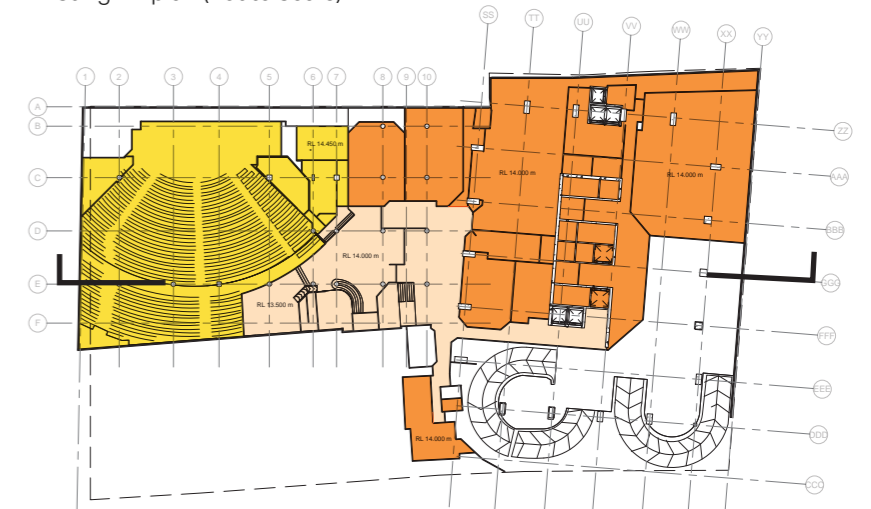 SS
TT
UU
VV
WW
XX
YY
1
2
3
4
5
6
7
8
9
10
A
B
ZZ
RL 14.450 m
C
RL 14.000 m
RL 14.000 m
AAA
D
BBB
RL 14.000 m
E
GGG
RL 13.500 m
F
FFF
EEE
RL 14.000 m
DDD
CCC